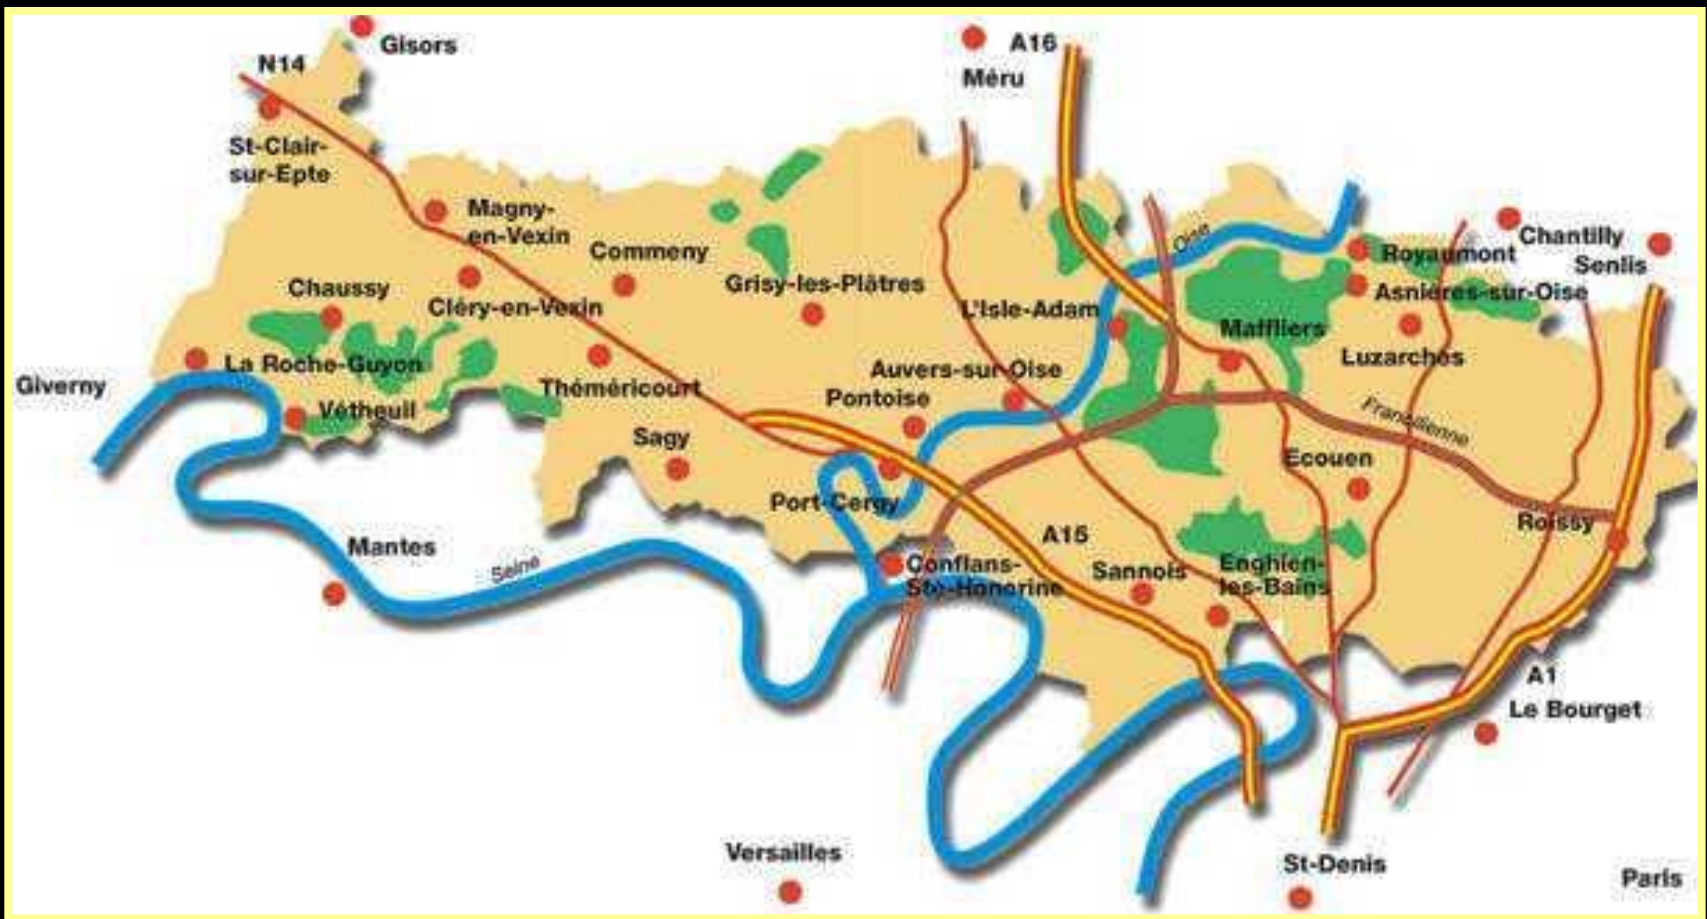 Gisors
N14
A16
Méru
St-Clair-
sur-Epte
Magny-
en-Vexin
Commeny
Oise
Chantilly
Royaumont
Senlis
Chaussy
Grisy-les-Plâtres
Asnières-sur-Oise
Cléry-en-Vexin
L'Isle-Adam
Maffliers
Luzarches
La Roche-Guyon
Auvers-sur-Oise
Giverny
Théméricourt
Pontoise
Vétheuil
Francilienne
Sagy
Ecouen
Port-Cergy
Roissy
Mantes
A15
Seine
Conflans-
Ste-Honorine
Sannois
Enghien-
les-Bains
A1
Le Bourget
Versailles
St-Denis
Paris